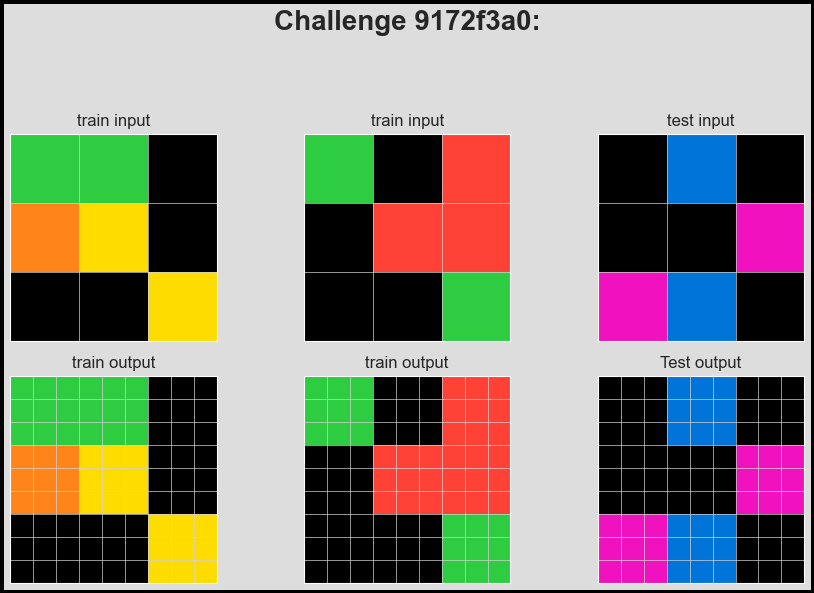 Challenge 9172f3a0:
train input
train input
test input
train output
train output
Test output